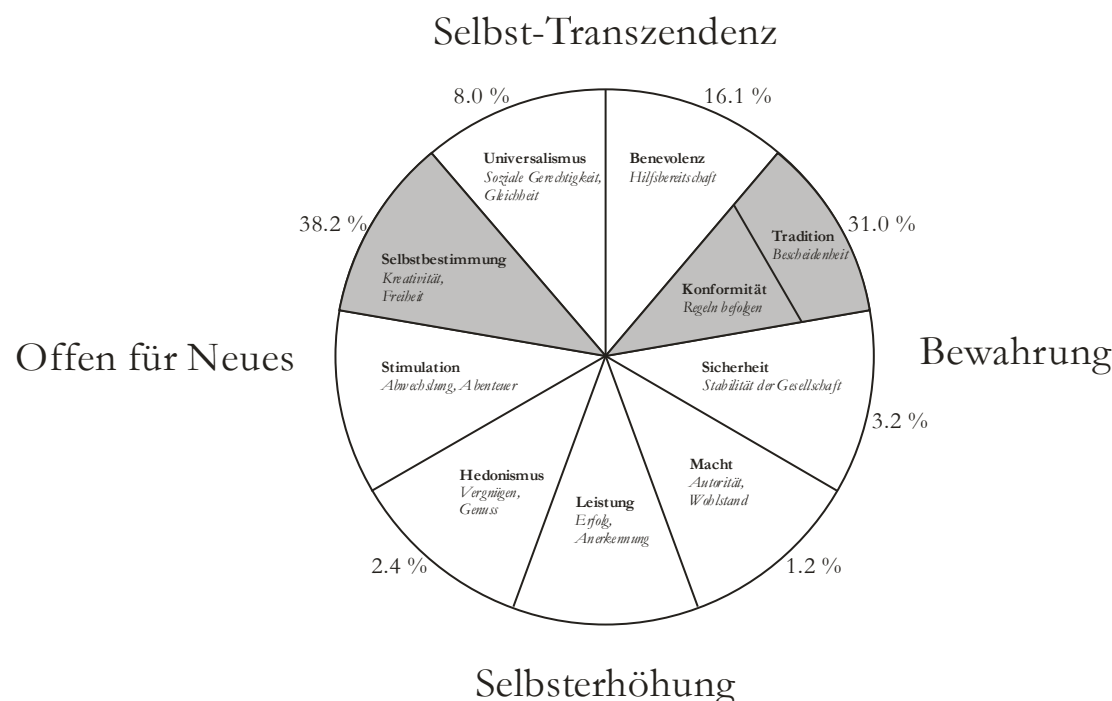 Selbst-Transzendenz
8.0 %
16.1 %
Universalismus
Soziale Gerechtigkeit,
Gleichheit
Benevolenz
Hilfsbereitschaft
38.2 %
31.0 %
Tradition
Bescheidenheit
Selbstbestimmung
Kreativität,
Freiheit
Konformität
Regeln befolgen
Offen für Neues
Bewahrung
Stimulation
Abwechslung, Abenteuer
Sicherheit
Stabilität der Gesellschaft
3.2 %
Hedonismus
Vergnügen,
Genuss
Macht
Autorität,
Wohlstand
Leistung
Erfolg,
Anerkennung
2.4 %
1.2 %
Selbsterhöhung